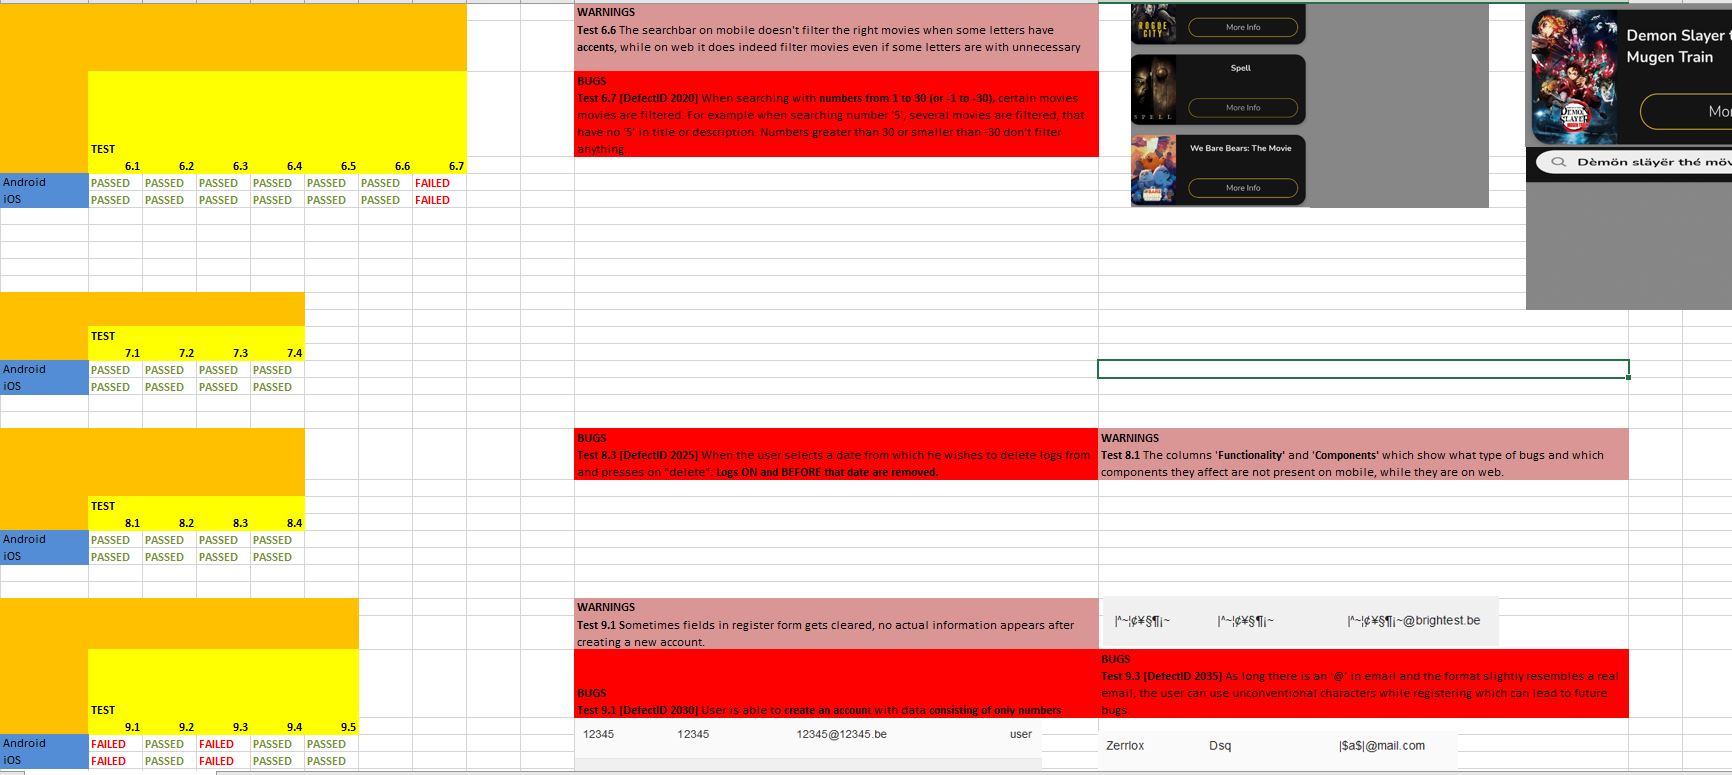 WARNINGS
Test 6.6 The searchbar on mobile doesn't filter the right movies when some letters have
accents, while on web it does indeed filter movies even if some letters are with unnecessary
BUGS
Test 6.7 [DefectID 2020] When searching with numbers from 1 to 30 (or -1 to -30), certain movies
movies are filtered. For example when searching number '5', several movies are filtered, that
have no '5' in title or description. Numbers greater than 30 or smaller than -30 don't filter
anything.
TEST
6.1 6.2 6.3 6.4 6.5 6.6 6.7
Android PASSED PASSED PASSED PASSED PASSED PASSED FAILED
iOS PASSED PASSED PASSED PASSED PASSED PASSED FAILED
ROGUE
CITY
More Info
Spell
More Info
SPELL
We Bare Bears: The Movie
More Info
Demon Slayer
Mugen Train
DEMON
SLAYER
Dèmön släyër thé möv
TEST
7.1 7.2 7.3 7.4
Android PASSED PASSED PASSED PASSED
iOS PASSED PASSED PASSED PASSED
BUGS
Test 8.3 [DefectID 2025] When the user selects a date from which he wishes to delete logs from
and presses on "delete": Logs ON and BEFORE that date are removed.
WARNINGS
Test 8.1 The columns 'Functionality' and 'Components' which show what type of bugs and which
components they affect are not present on mobile, while they are on web.
TEST
8.1 8.2 8.3 8.4
Android PASSED PASSED PASSED PASSED
iOS PASSED PASSED PASSED PASSED
WARNINGS
Test 9.1 Sometimes fields in register form gets cleared, no actual information appears after
creating a new account.
|^~¦¢¥§¶¡~ |^~¦¢¥§¶¡~ |^~¦¢¥§¶¡~@brightest.be
BUGS
Test 9.1 [DefectID 2030] User is able to create an account with data consisting of only numbers
BUGS
Test 9.3 [DefectID 2035] As long there is an '@' in email and the format slightly resembles a real
email, the user can use unconventional characters while registering which can lead to future
bugs.
TEST
9.1 9.2 9.3 9.4 9.5
Android FAILED PASSED FAILED PASSED PASSED
iOS FAILED PASSED FAILED PASSED PASSED
12345 12345 12345@12345.be user
Zerrlox Dsq |$a$|@mail.com